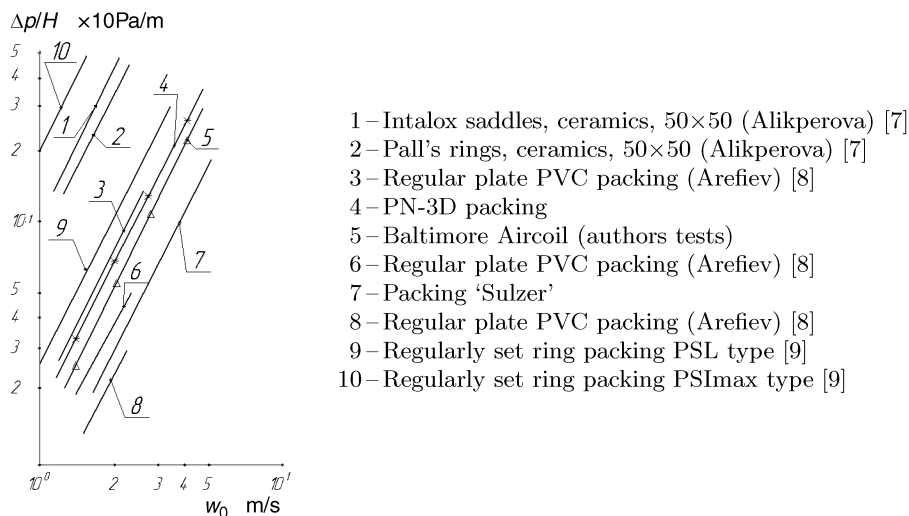 Δp/H ×10Pa/m
5
4
3
2
10⁻¹
5
4
3
2
10
1
2
3
4
5
6
7
8
9
10⁰ 2 3 4 5 10¹
w₀ m/s
1 – Intalox saddles, ceramics, 50×50 (Alikperova) [7]
2 – Pall's rings, ceramics, 50×50 (Alikperova) [7]
3 – Regular plate PVC packing (Arefiev) [8]
4 – PN-3D packing
5 – Baltimore Aircoil (authors tests)
6 – Regular plate PVC packing (Arefiev) [8]
7 – Packing ‘Sulzer’
8 – Regular plate PVC packing (Arefiev) [8]
9 – Regularly set ring packing PSL type [9]
10 – Regularly set ring packing PSImax type [9]